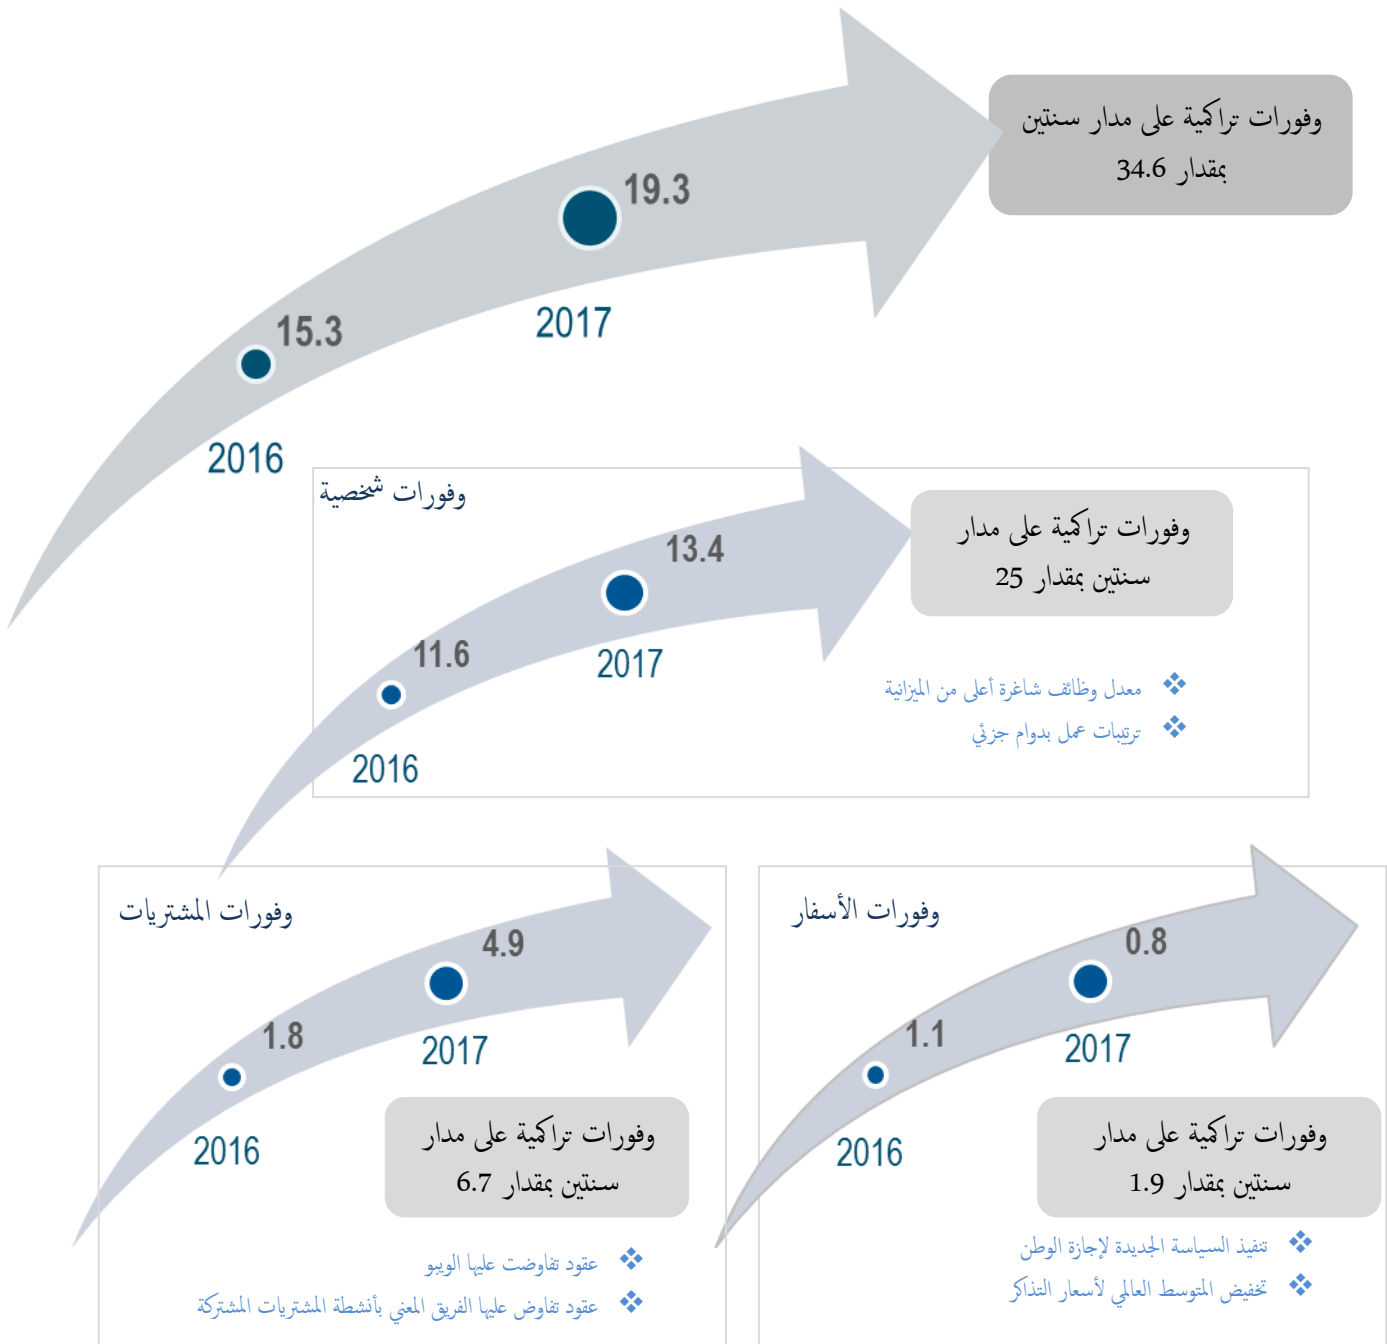 وفورات تراكمية على مدار سنتين
بمقدار 34.6
19.3
2017
15.3
2016
وفورات شخصية
وفورات تراكمية على مدار
سنتين بمقدار 25
13.4
2017
11.6
2016
❖ معدل وظائف شاغرة أعلى من الميزانية
❖ ترتيبات عمل بدوام جزئي
وفورات الأسفار
0.8
2017
1.1
2016
وفورات تراكمية على مدار
سنتين بمقدار 1.9
❖ تنفيذ السياسة الجديدة لإجازة الوطن
❖ تخفيض المتوسط العالمي لأسعار التذاكر
وفورات المشتريات
4.9
2017
1.8
2016
وفورات تراكمية على مدار
سنتين بمقدار 6.7
❖ عقود تفاوضت عليها الويبو
❖ عقود تفاوض عليها الفريق المعني بأنشطة المشتريات المشتركة